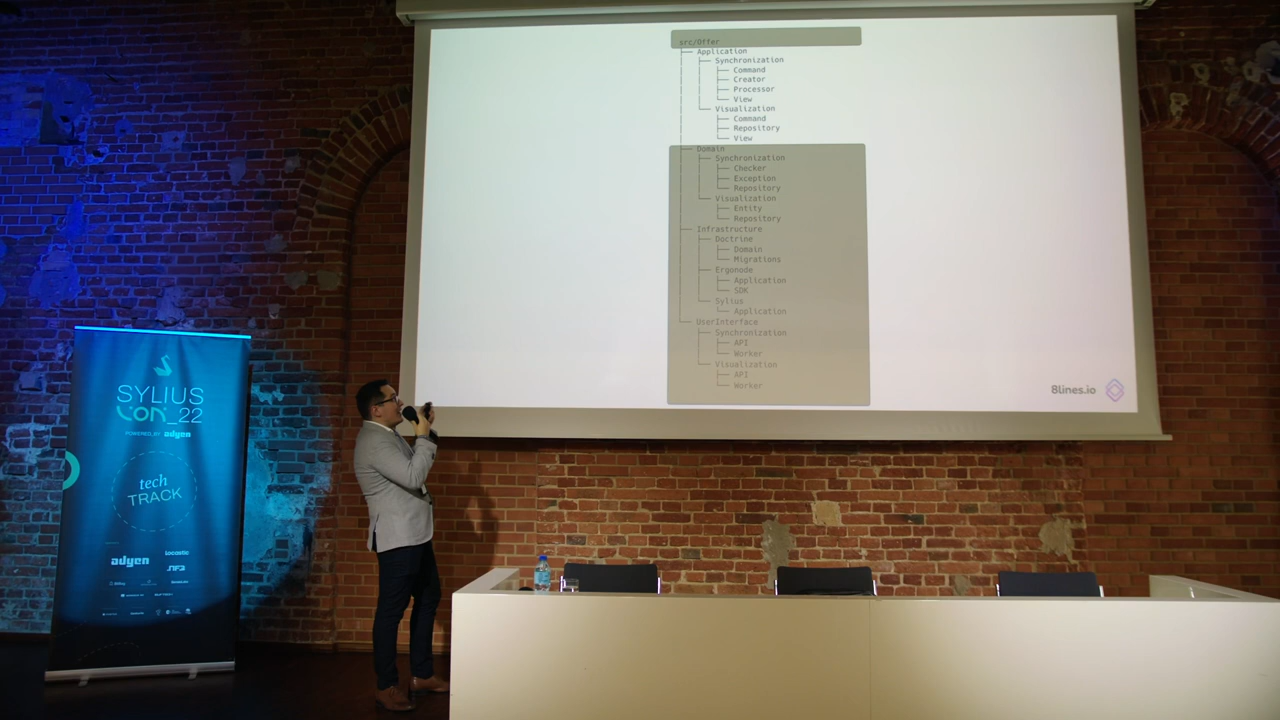 src/Offer
├── Application
│   ├── Synchronization
│   │   ├── Command
│   │   ├── Creator
│   │   ├── Processor
│   │   └── View
│   └── Visualization
│       ├── Command
│       ├── Repository
│       └── View
├── Domain
│   ├── Synchronization
│   │   ├── Checker
│   │   ├── Exception
│   │   └── Repository
│   └── Visualization
│       ├── Entity
│       └── Repository
├── Infrastructure
│   ├── Doctrine
│   │   ├── Domain
│   │   └── Migrations
│   ├── Ergonode
│   │   ├── Application
│   │   └── SDK
│   └── Sylius
│       └── Application
└── UserInterface
    ├── Synchronization
    │   ├── API
    │   └── Worker
    └── Visualization
        ├── API
        └── Worker
8lines.io
SYLIUS
CON_22
POWERED BY adyen
tech
TRACK
adyen
locastic